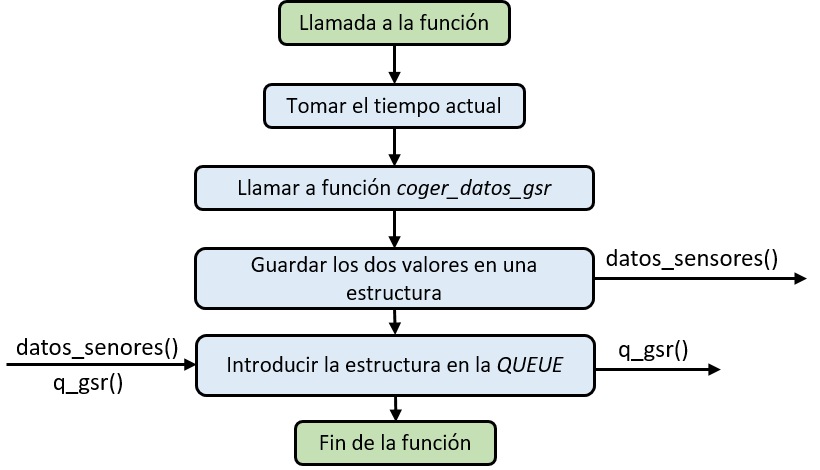 Llamada a la función
Tomar el tiempo actual
Llamar a función coger_datos_gsr
Guardar los dos valores en una
estructura
datos_sensores()
datos_senores()
q_gsr()
Introducir la estructura en la QUEUE
q_gsr()
Fin de la función